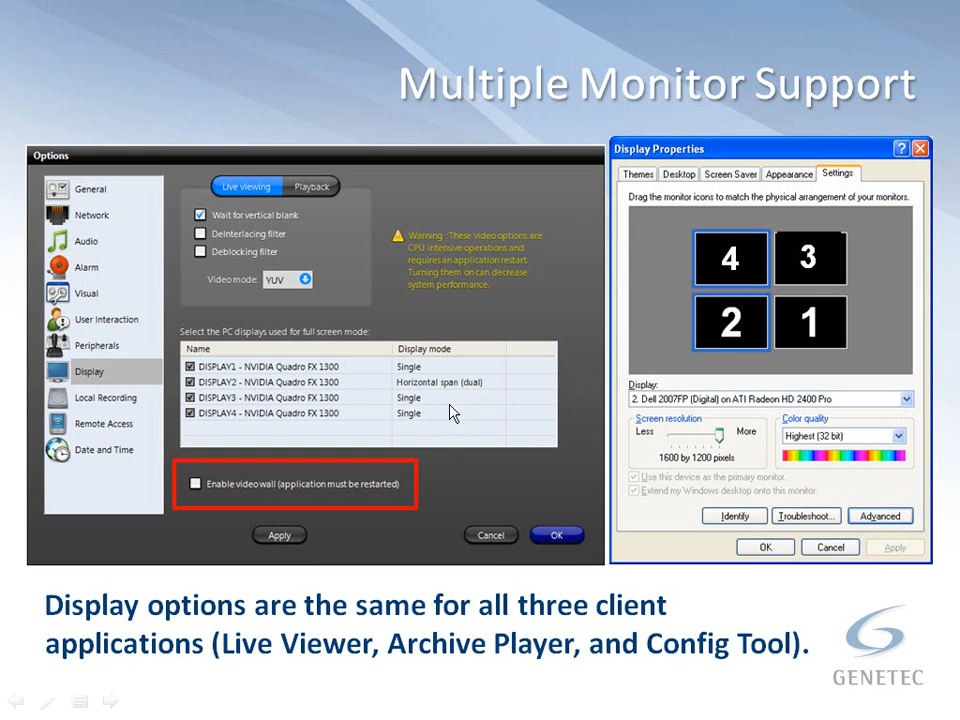 Multiple Monitor Support
Options
General
Network
Audio
Alarm
Visual
User Interaction
Peripherals
Display
Local Recording
Remote Access
Date and Time
Live viewing Playback
Wait for vertical blank
Deinterlacing filter
Deblocking filter
Video mode: YUV
Warning : These video options are
CPU intensive operations and
requires an application restart.
Turning them on can decrease
system performance.
Select the PC displays used for full screen mode:
Name Display mode
DISPLAY1 - NVIDIA Quadro FX 1300 Single
DISPLAY2 - NVIDIA Quadro FX 1300 Horizontal span (dual)
DISPLAY3 - NVIDIA Quadro FX 1300 Single
DISPLAY4 - NVIDIA Quadro FX 1300 Single
Enable video wall (application must be restarted)
Apply Cancel OK
Display Properties
Themes Desktop Screen Saver Appearance Settings
Drag the monitor icons to match the physical arrangement of your monitors.
4 3
2 1
Display:
2. Dell 2007FP (Digital) on ATI Radeon HD 2400 Pro
Screen resolution Color quality
Less More Highest (32 bit)
1600 by 1200 pixels
Use this device as the primary monitor.
Extend my Windows desktop onto this monitor.
Identify Troubleshoot... Advanced
OK Cancel Apply
Display options are the same for all three client
applications (Live Viewer, Archive Player, and Config Tool).
GENETEC